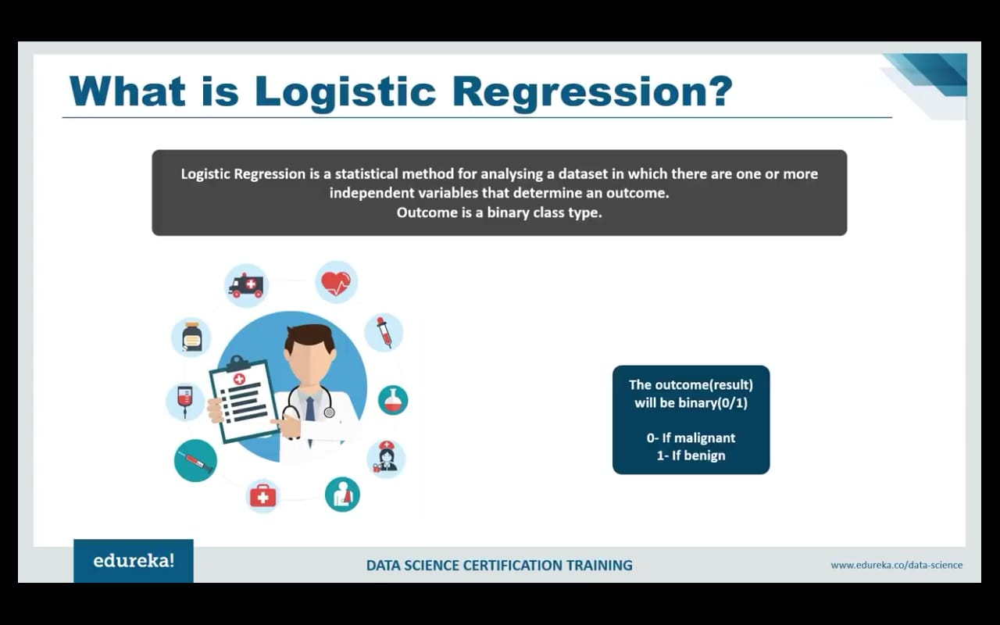 What is Logistic Regression?
Logistic Regression is a statistical method for analysing a dataset in which there are one or more
independent variables that determine an outcome.
Outcome is a binary class type.
The outcome(result)
will be binary(0/1)
0- If malignant
1- If benign
edureka!
DATA SCIENCE CERTIFICATION TRAINING
www.edureka.co/data-science